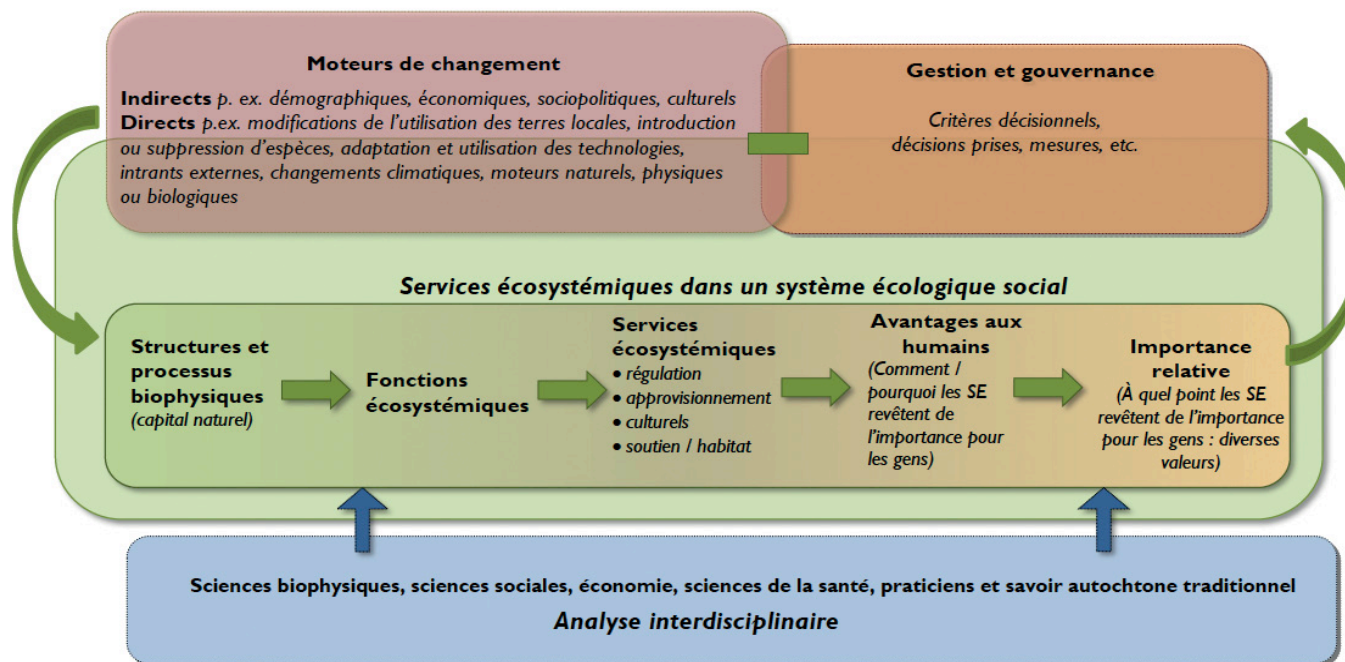 Moteurs de changement
Indirects p. ex. démographiques, économiques, sociopolitiques, culturels
Directs p.ex. modifications de l'utilisation des terres locales, introduction
ou suppression d'espèces, adaptation et utilisation des technologies,
intrants externes, changements climatiques, moteurs naturels, physiques
ou biologiques
Gestion et gouvernance
Critères décisionnels,
décisions prises, mesures, etc.
Services écosystémiques dans un système écologique social
Structures et
processus
biophysiques
(capital naturel)
Fonctions
écosystémiques
Services
écosystémiques
• régulation
• approvisionnement
• culturels
• soutien / habitat
Avantages aux
humains
(Comment /
pourquoi les SE
revêtent de
l'importance pour
les gens)
Importance
relative
(À quel point les SE
revêtent de l'importance
pour les gens : diverses
valeurs)
Sciences biophysiques, sciences sociales, économie, sciences de la santé, praticiens et savoir autochtone traditionnel
Analyse interdisciplinaire